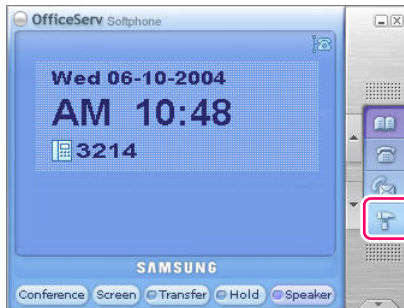 OfficeServ Softphone
Wed 06-10-2004
AM 10:48
3214
SAMSUNG
Conference Screen Transfer Hold Speaker